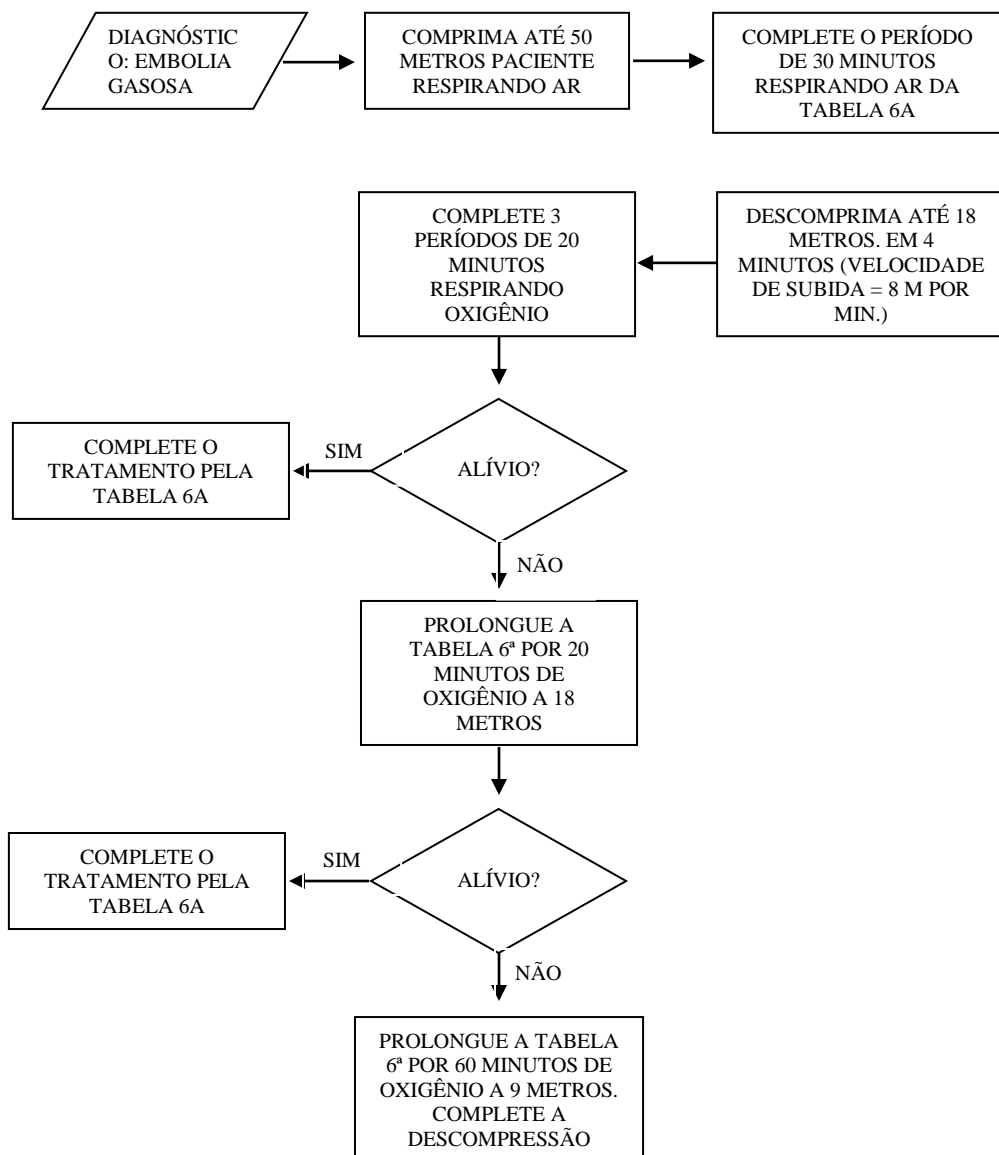 DIAGNÓSTIC
O: EMBOLIA
GASOSA
COMPRIMA ATÉ 50
METROS PACIENTE
RESPIRANDO AR
COMPLETE O PERÍODO
DE 30 MINUTOS
RESPIRANDO AR DA
TABELA 6A
DESCOMPRIMA ATÉ 18
METROS. EM 4
MINUTOS (VELOCIDADE
DE SUBIDA = 8 M POR
MIN.)
COMPLETE 3
PERÍODOS DE 20
MINUTOS
RESPIRANDO
OXIGÊNIO
ALÍVIO?
SIM
COMPLETE O
TRATAMENTO PELA
TABELA 6A
NÃO
PROLONGUE A
TABELA 6ª POR 20
MINUTOS DE
OXIGÊNIO A 18
METROS
ALÍVIO?
SIM
COMPLETE O
TRATAMENTO PELA
TABELA 6A
NÃO
PROLONGUE A TABELA
6ª POR 60 MINUTOS DE
OXIGÊNIO A 9 METROS.
COMPLETE A
DESCOMPRESSÃO